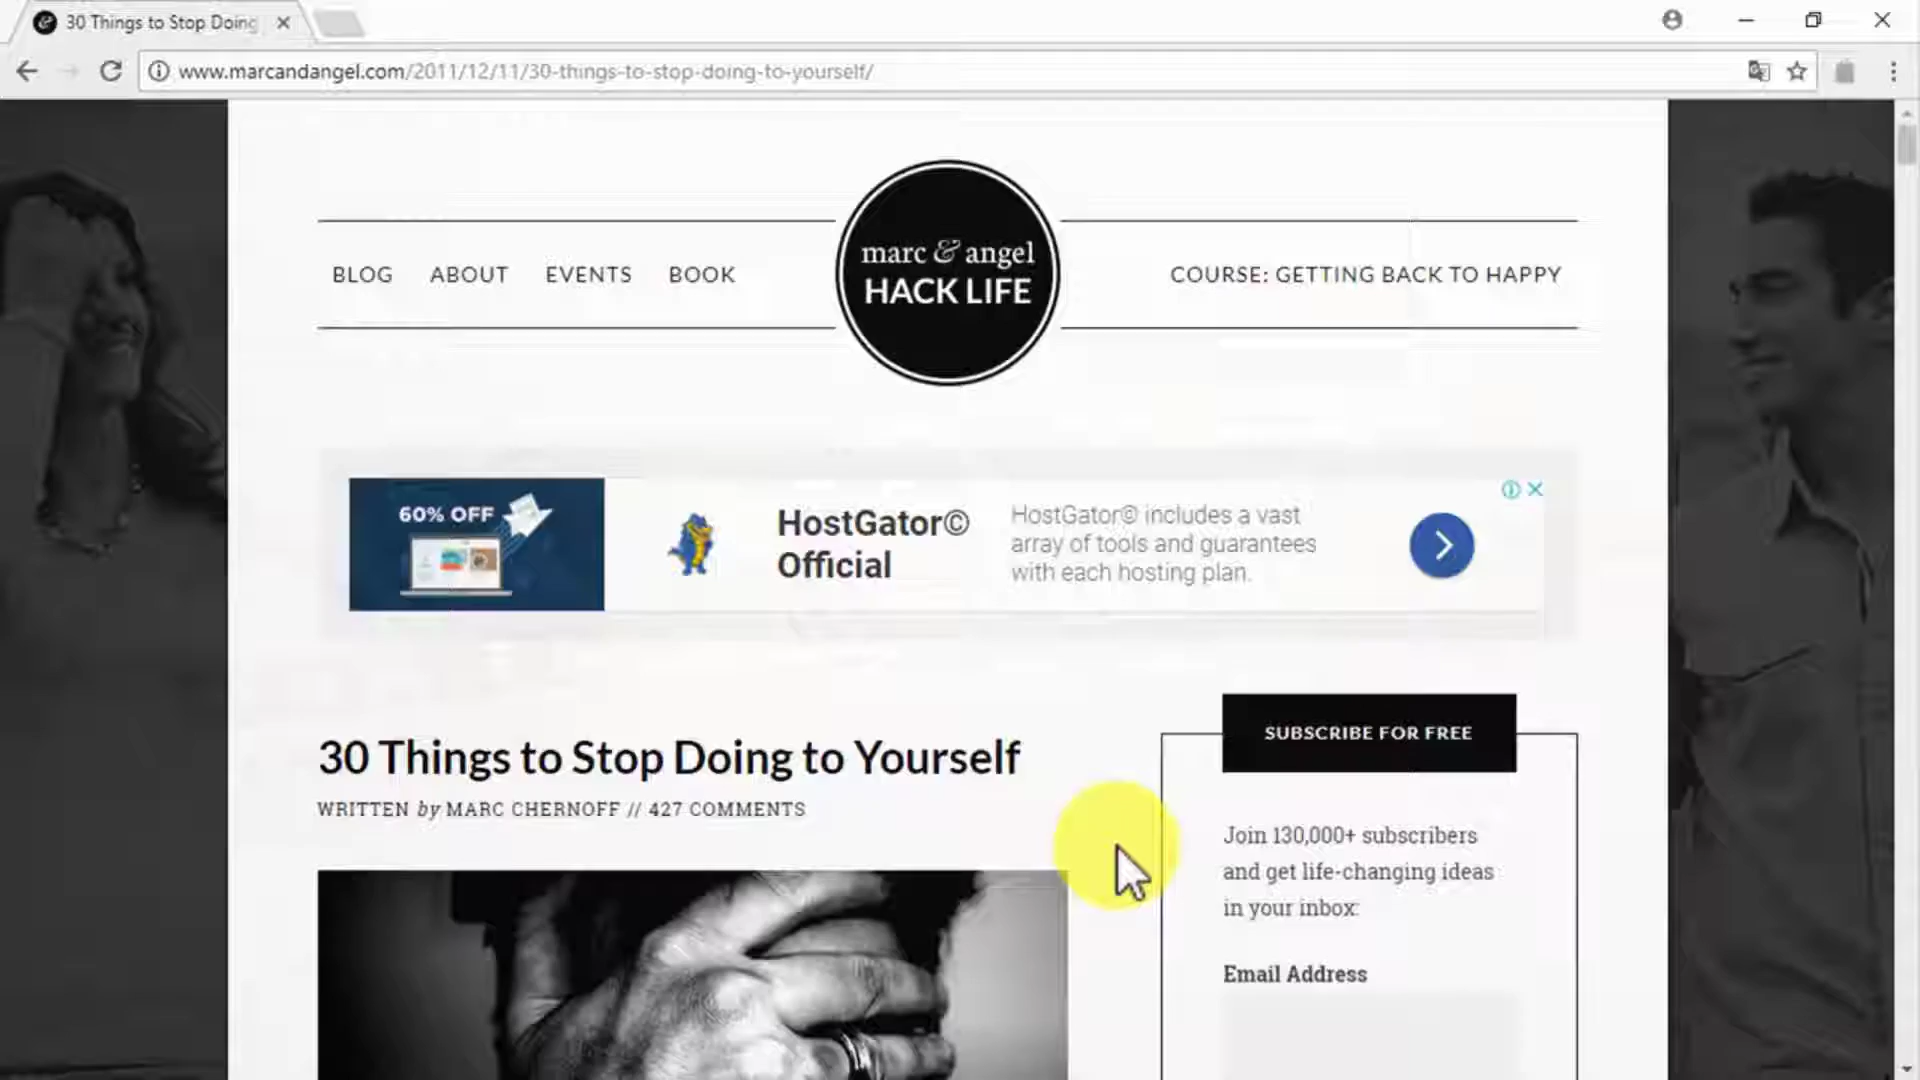 30 Things to Stop Doing
www.marcandangel.com/2011/12/11/30-things-to-stop-doing-to-yourself/
BLOG ABOUT EVENTS BOOK
marc & angel
HACK LIFE
COURSE: GETTING BACK TO HAPPY
60% OFF
HostGator©
Official
HostGator© includes a vast
array of tools and guarantees
with each hosting plan.
30 Things to Stop Doing to Yourself
WRITTEN by MARC CHERNOFF // 427 COMMENTS
SUBSCRIBE FOR FREE
Join 130,000+ subscribers
and get life-changing ideas
in your inbox:
Email Address